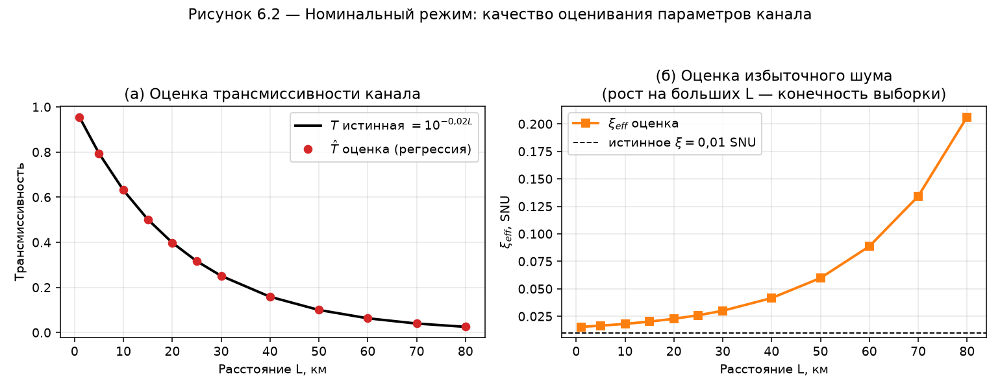 Рисунок 6.2 — Номинальный режим: качество оценивания параметров канала
(а) Оценка трансмиссивности канала
1.0
0.8
0.6
0.4
0.2
0.0
Трансмиссивность
T истинная = 10^{−0,02L}
T̂ оценка (регрессия)
0 10 20 30 40 50 60 70 80
Расстояние L, км
(б) Оценка избыточного шума
(рост на больших L — конечность выборки)
0.200
0.175
0.150
0.125
0.100
0.075
0.050
0.025
ξ_{eff}, SNU
ξ_{eff} оценка
истинное ξ = 0,01 SNU
0 10 20 30 40 50 60 70 80
Расстояние L, км